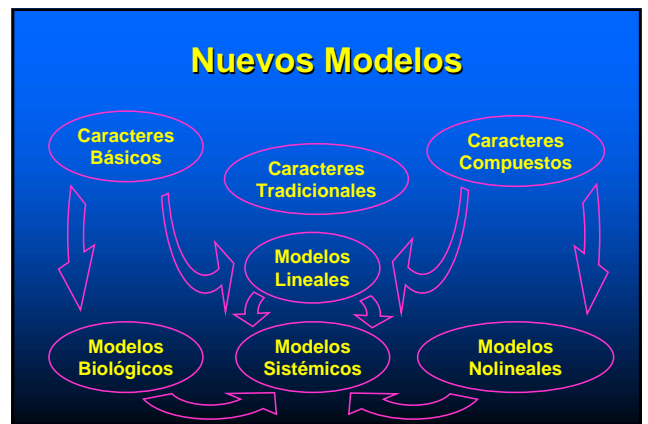 Nuevos Modelos
Caracteres
Básicos
Caracteres
Tradicionales
Caracteres
Compuestos
Modelos
Lineales
Modelos
Biológicos
Modelos
Sistémicos
Modelos
Nolineales